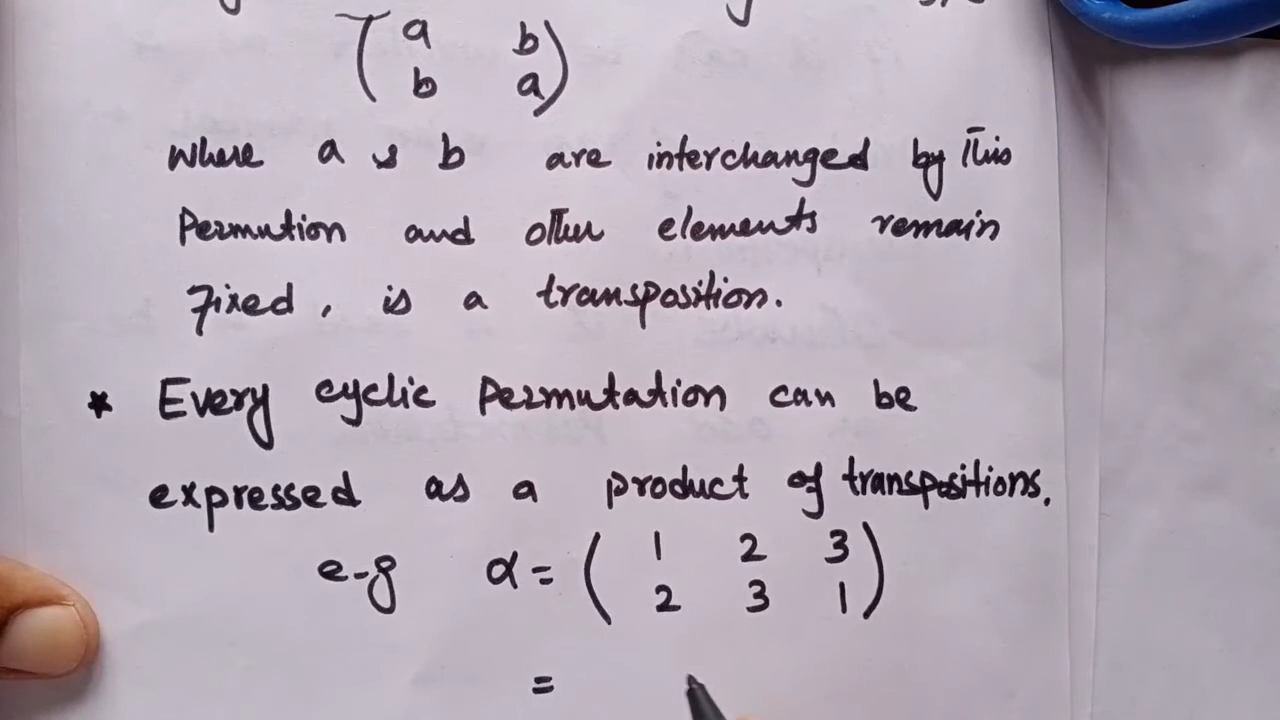 ( a b
b a )
where a & b are interchanged by This
Permution and other elements remain
Fixed, is a transposition.
* Every cyclic Permutation can be
expressed as a product of transpositions.
e-g α = ( 1 2 3
2 3 1 )
=